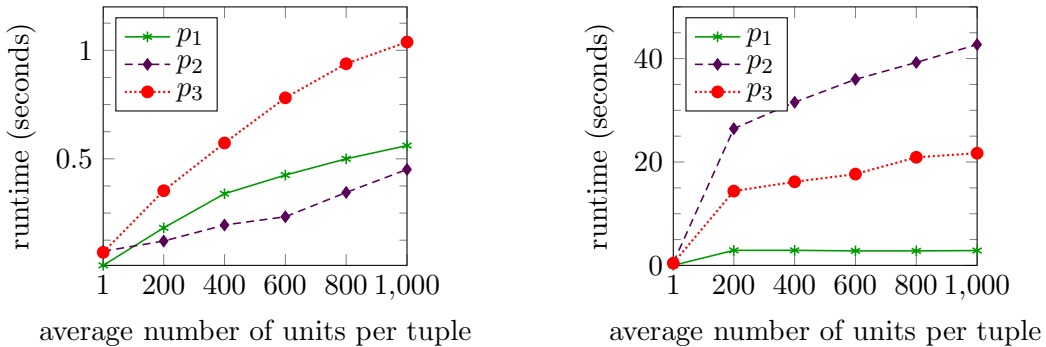 1
0.5
runtime (seconds)
p1
p2
p3
1 200 400 600 800 1,000
average number of units per tuple
40
20
0
runtime (seconds)
p1
p2
p3
1 200 400 600 800 1,000
average number of units per tuple